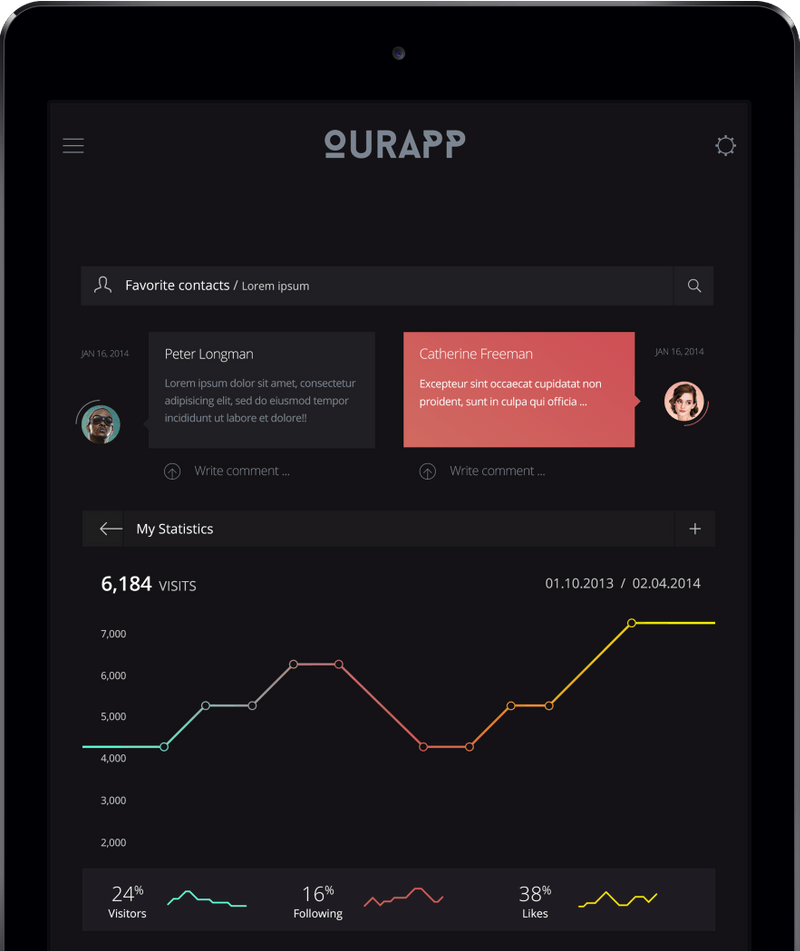 OURAPP
Favorite contacts / Lorem ipsum
JAN 16, 2014
Peter Longman
Lorem ipsum dolor sit amet, consectetur
adipisicing elit, sed do eiusmod tempor
incididunt ut labore et dolore!!
Write comment ...
Catherine Freeman
Excepteur sint occaecat cupidatat non
proident, sunt in culpa qui officia ...
JAN 16, 2014
Write comment ...
My Statistics
6,184 VISITS
01.10.2013 / 02.04.2014
7,000
6,000
5,000
4,000
3,000
2,000
24%
Visitors
16%
Following
38%
Likes